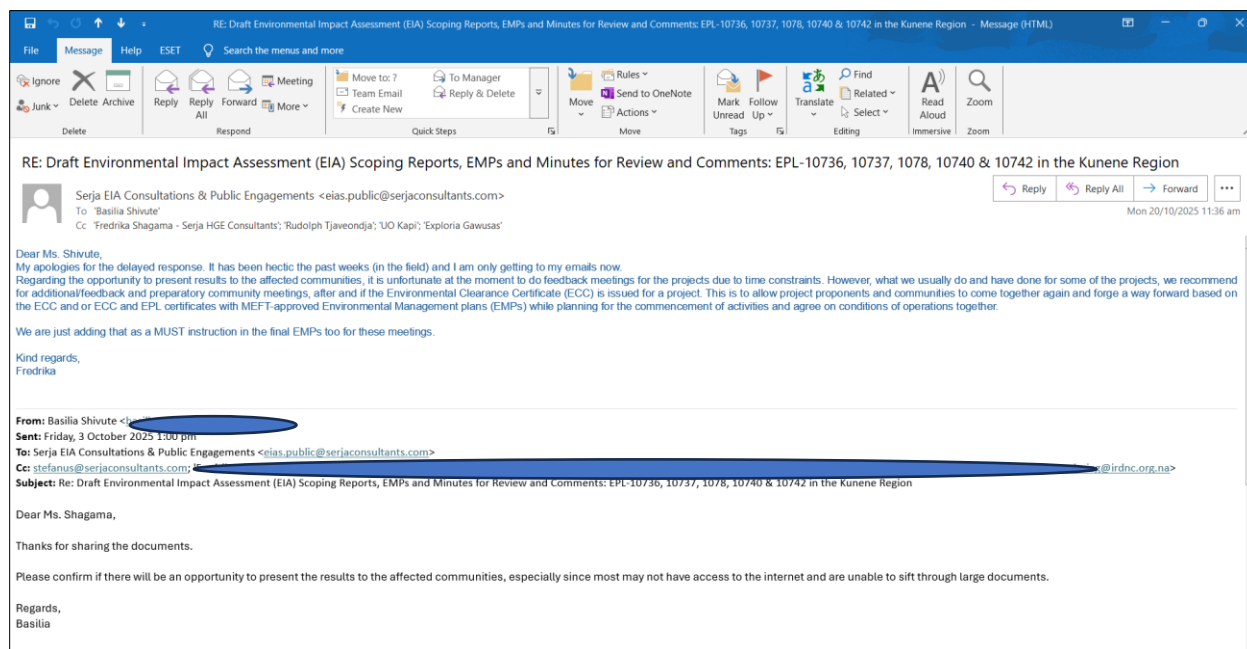 RE: Draft Environmental Impact Assessment (EIA) Scoping Reports, EMPs and Minutes for Review and Comments: EPL-10736, 10737, 1078, 10740 & 10742 in the Kunene Region - Message (HTML)
File Message Help ESET Search the menus and more
Ignore
Junk
Delete Archive
Reply Reply All Forward
Meeting
More
Move to: ? To Manager
Team Email Reply & Delete
Create New
Move
Rules
Send to OneNote
Actions
Mark Unread Follow Up
Translate
Find
Related
Select
Read Aloud
Zoom
Delete Respond Quick Steps Move Tags Editing Immersive Zoom
RE: Draft Environmental Impact Assessment (EIA) Scoping Reports, EMPs and Minutes for Review and Comments: EPL-10736, 10737, 1078, 10740 & 10742 in the Kunene Region
Serja EIA Consultations & Public Engagements <eias.public@serjaconsultants.com>
To 'Basilia Shivute'
Cc 'Fredrika Shagama - Serja HGE Consultants'; 'Rudolph Tjaveondja'; 'UO Kapi'; 'Exploria Gawusas'
Reply Reply All Forward
Mon 20/10/2025 11:36 am
Dear Ms. Shivute,
My apologies for the delayed response. It has been hectic the past weeks (in the field) and I am only getting to my emails now.
Regarding the opportunity to present results to the affected communities, it is unfortunate at the moment to do feedback meetings for the projects due to time constraints. However, what we usually do and have done for some of the projects, we recommend
for additional/feedback and preparatory community meetings, after and if the Environmental Clearance Certificate (ECC) is issued for a project. This is to allow project proponents and communities to come together again and forge a way forward based on
the ECC and or ECC and EPL certificates with MEFT-approved Environmental Management plans (EMPs) while planning for the commencement of activities and agree on conditions of operations together.
We are just adding that as a MUST instruction in the final EMPs too for these meetings.
Kind regards,
Fredrika
From: Basilia Shivute <
Sent: Friday, 3 October 2025 1:00 pm
To: Serja EIA Consultations & Public Engagements <eias.public@serjaconsultants.com>
Cc: stefanus@serjaconsultants.com; @irdnc.org.na>
Subject: Re: Draft Environmental Impact Assessment (EIA) Scoping Reports, EMPs and Minutes for Review and Comments: EPL-10736, 10737, 1078, 10740 & 10742 in the Kunene Region
Dear Ms. Shagama,
Thanks for sharing the documents.
Please confirm if there will be an opportunity to present the results to the affected communities, especially since most may not have access to the internet and are unable to sift through large documents.
Regards,
Basilia